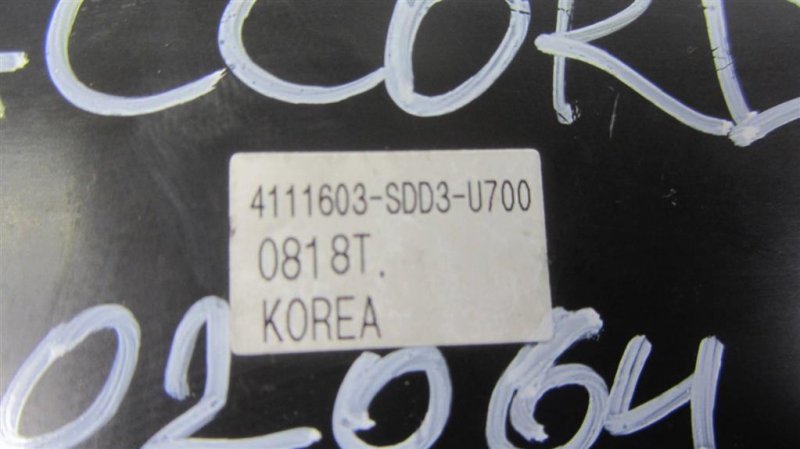 -CCORD
4111603-SDD3-U700
0818T.
KOREA
02064